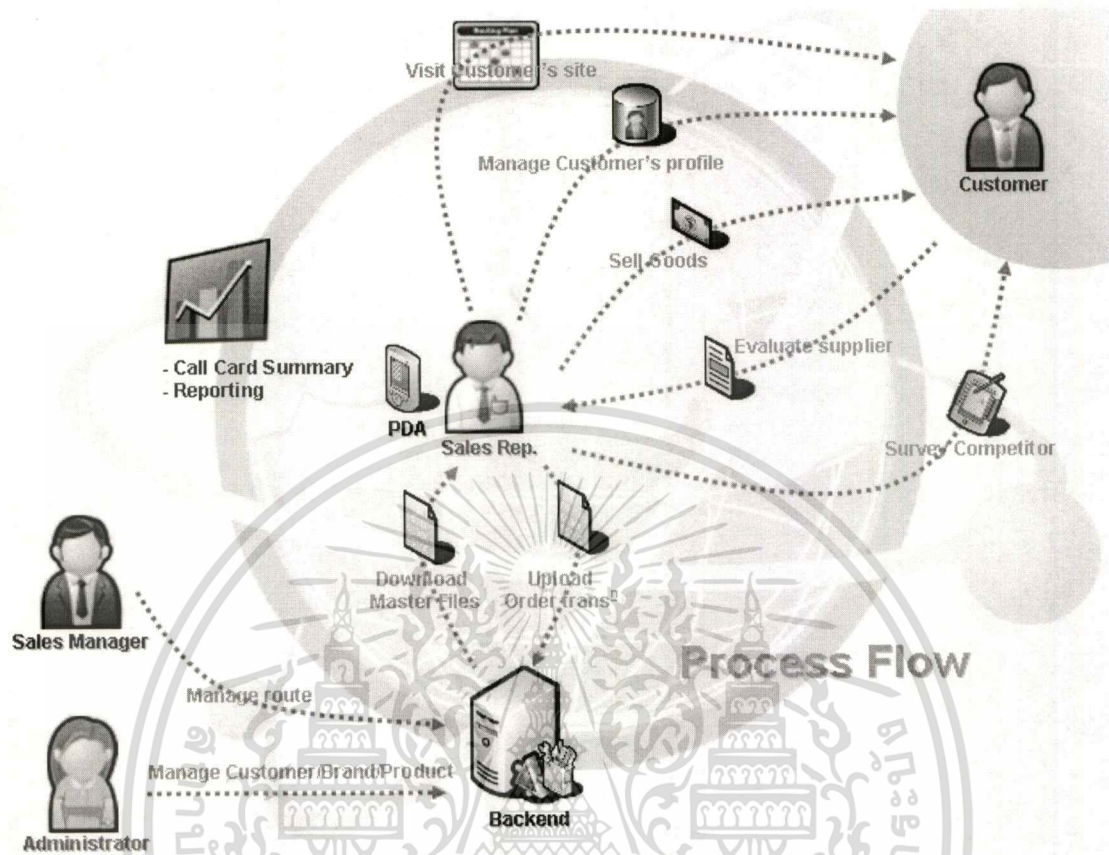 Visit Customer's site
Manage Customer's profile
Customer
Sell Goods
- Call Card Summary
- Reporting
Evaluate supplier
PDA
Sales Rep.
Survey Competitor
Download
Master Files
Upload
Order trans
Sales Manager
Process Flow
Manage route
Manage Customer/Brand/Product
Backend
Administrator